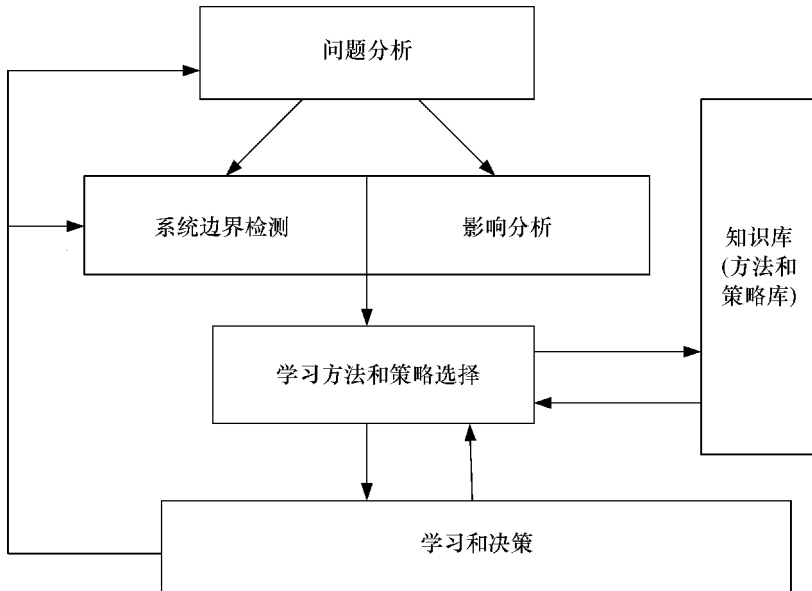 问题分析
系统边界检测
影响分析
知识库
(方法和
策略库)
学习方法和策略选择
学习和决策